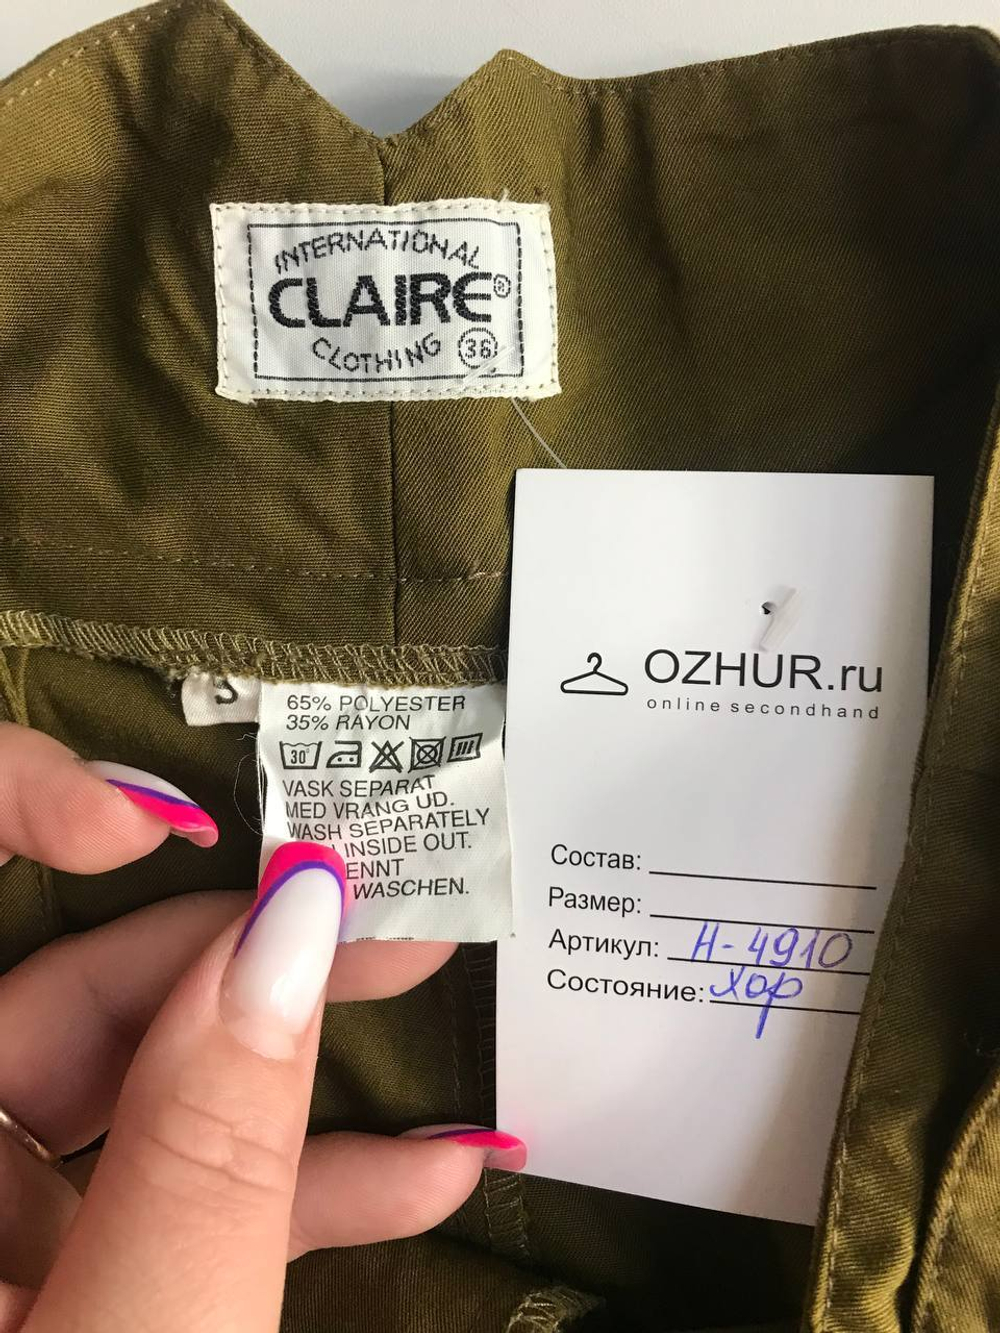 INTERNATIONAL
CLAIRE®
CLOTHING 36
S
65% POLYESTER
35% RAYON
30°
VASK SEPARAT
MED VRANG UD.
WASH SEPARATELY
INSIDE OUT.
ENNT
WASCHEN.
OZHUR.ru
online secondhand
Состав:
Размер:
Артикул: Н-4910
Состояние: хор